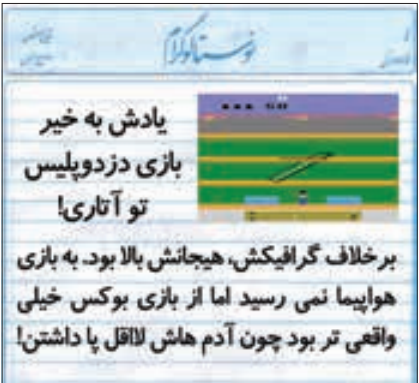 نوستالوگرام
یادش به خیر
بازی دزدوپلیس
تو آتاری!
برخلاف گرافیکش، هیجانش بالا بود. به بازی
هواپیما نمی رسید اما از بازی بوکس خیلی
واقعی تر بود چون آدم هاش لااقل پا داشتن!